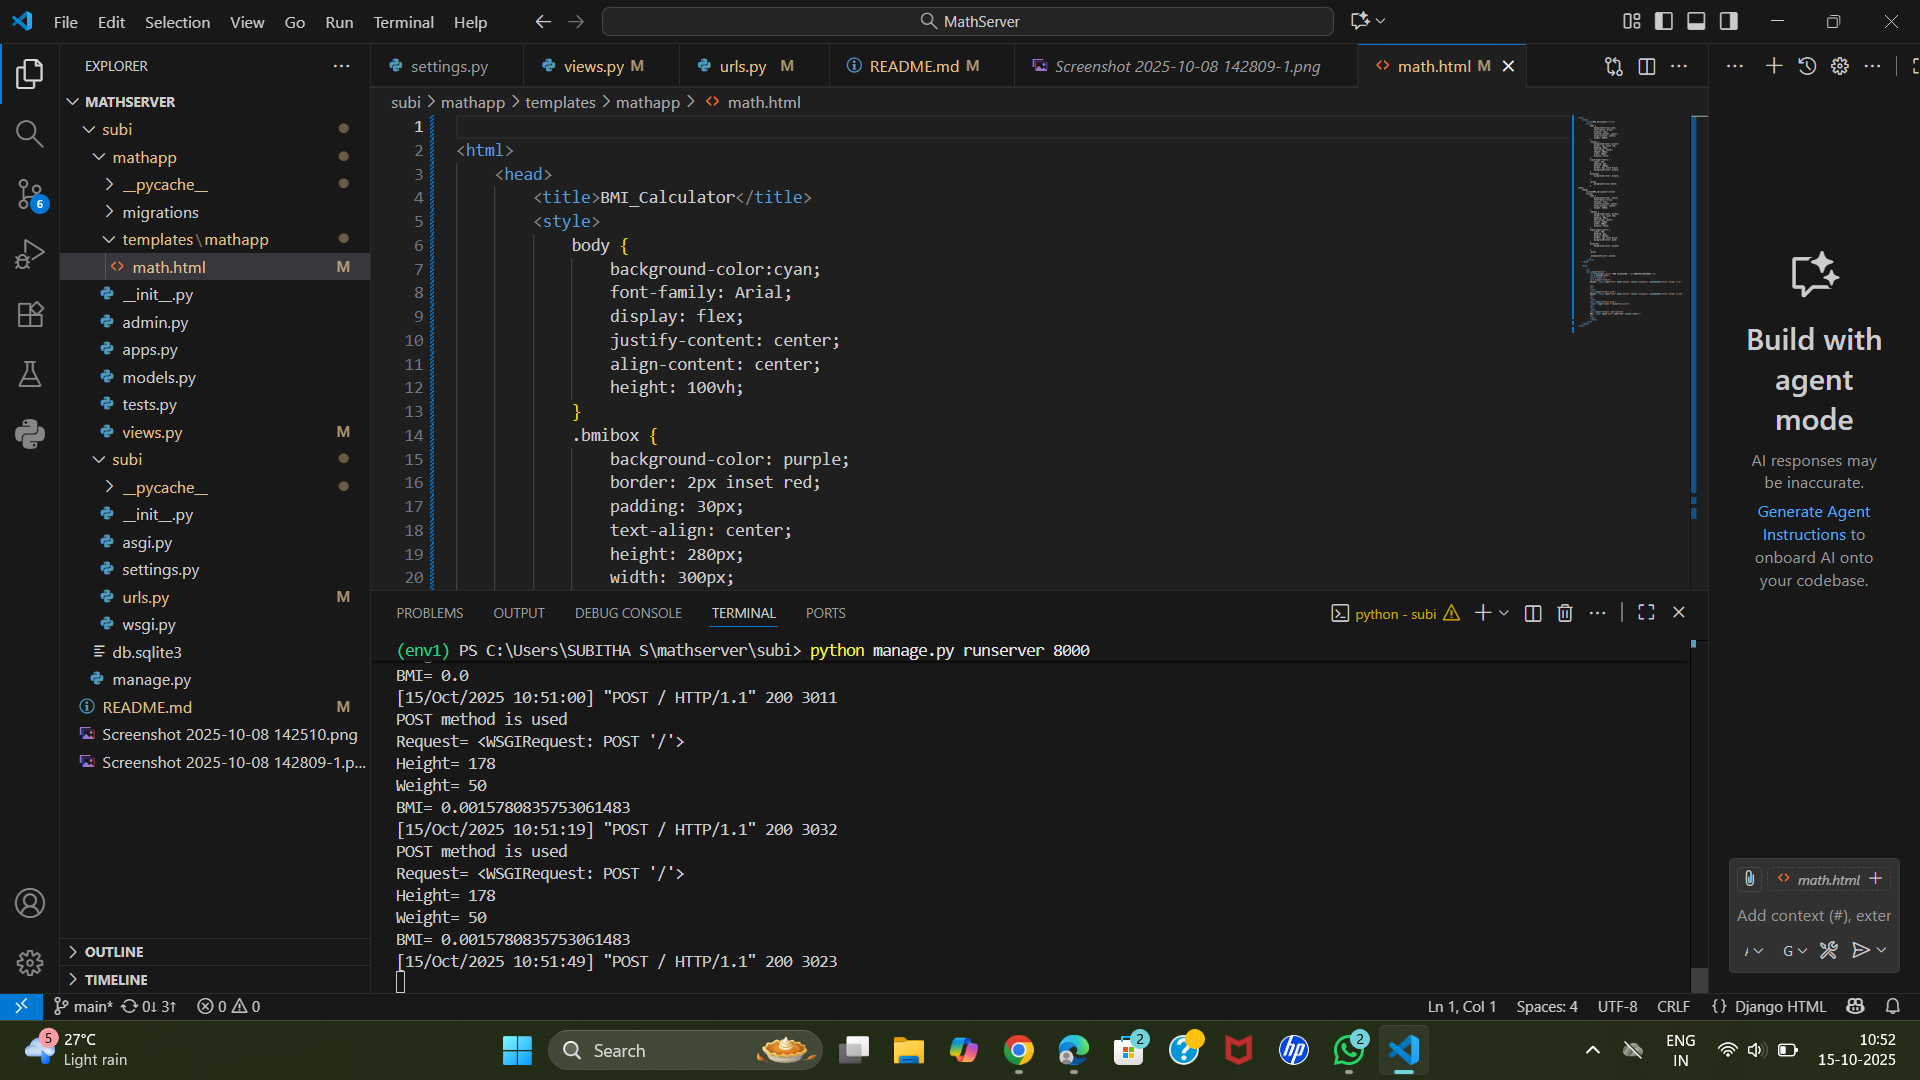 File Edit Selection View Go Run Terminal Help
MathServer
EXPLORER
MATHSERVER
subi
mathapp
__pycache__
migrations
templates\mathapp
math.html M
__init__.py
admin.py
apps.py
models.py
tests.py
views.py M
subi
__pycache__
__init__.py
asgi.py
settings.py
urls.py M
wsgi.py
db.sqlite3
manage.py
README.md M
Screenshot 2025-10-08 142510.png
Screenshot 2025-10-08 142809-1.p...
OUTLINE
TIMELINE
settings.py views.py M urls.py M README.md M Screenshot 2025-10-08 142809-1.png math.html M
subi > mathapp > templates > mathapp > math.html
1
2 <html>
3 <head>
4 <title>BMI_Calculator</title>
5 <style>
6 body {
7 background-color:cyan;
8 font-family: Arial;
9 display: flex;
10 justify-content: center;
11 align-content: center;
12 height: 100vh;
13 }
14 .bmibox {
15 background-color: purple;
16 border: 2px inset red;
17 padding: 30px;
18 text-align: center;
19 height: 280px;
20 width: 300px;
PROBLEMS OUTPUT DEBUG CONSOLE TERMINAL PORTS
python - subi
(env1) PS C:\Users\SUBITHA S\mathserver\subi> python manage.py runserver 8000
BMI= 0.0
[15/Oct/2025 10:51:00] "POST / HTTP/1.1" 200 3011
POST method is used
Request= <WSGIRequest: POST '/'>
Height= 178
Weight= 50
BMI= 0.0015780835753061483
[15/Oct/2025 10:51:19] "POST / HTTP/1.1" 200 3032
POST method is used
Request= <WSGIRequest: POST '/'>
Height= 178
Weight= 50
BMI= 0.0015780835753061483
[15/Oct/2025 10:51:49] "POST / HTTP/1.1" 200 3023
Build with
agent
mode
AI responses may
be inaccurate.
Generate Agent
Instructions to
onboard AI onto
your codebase.
math.html
Add context (#), exter
G
6
main* 0↓ 3↑ 0 0
Ln 1, Col 1 Spaces: 4 UTF-8 CRLF {} Django HTML
5
27°C
Light rain
Search
2
2
ENG
IN
10:52
15-10-2025